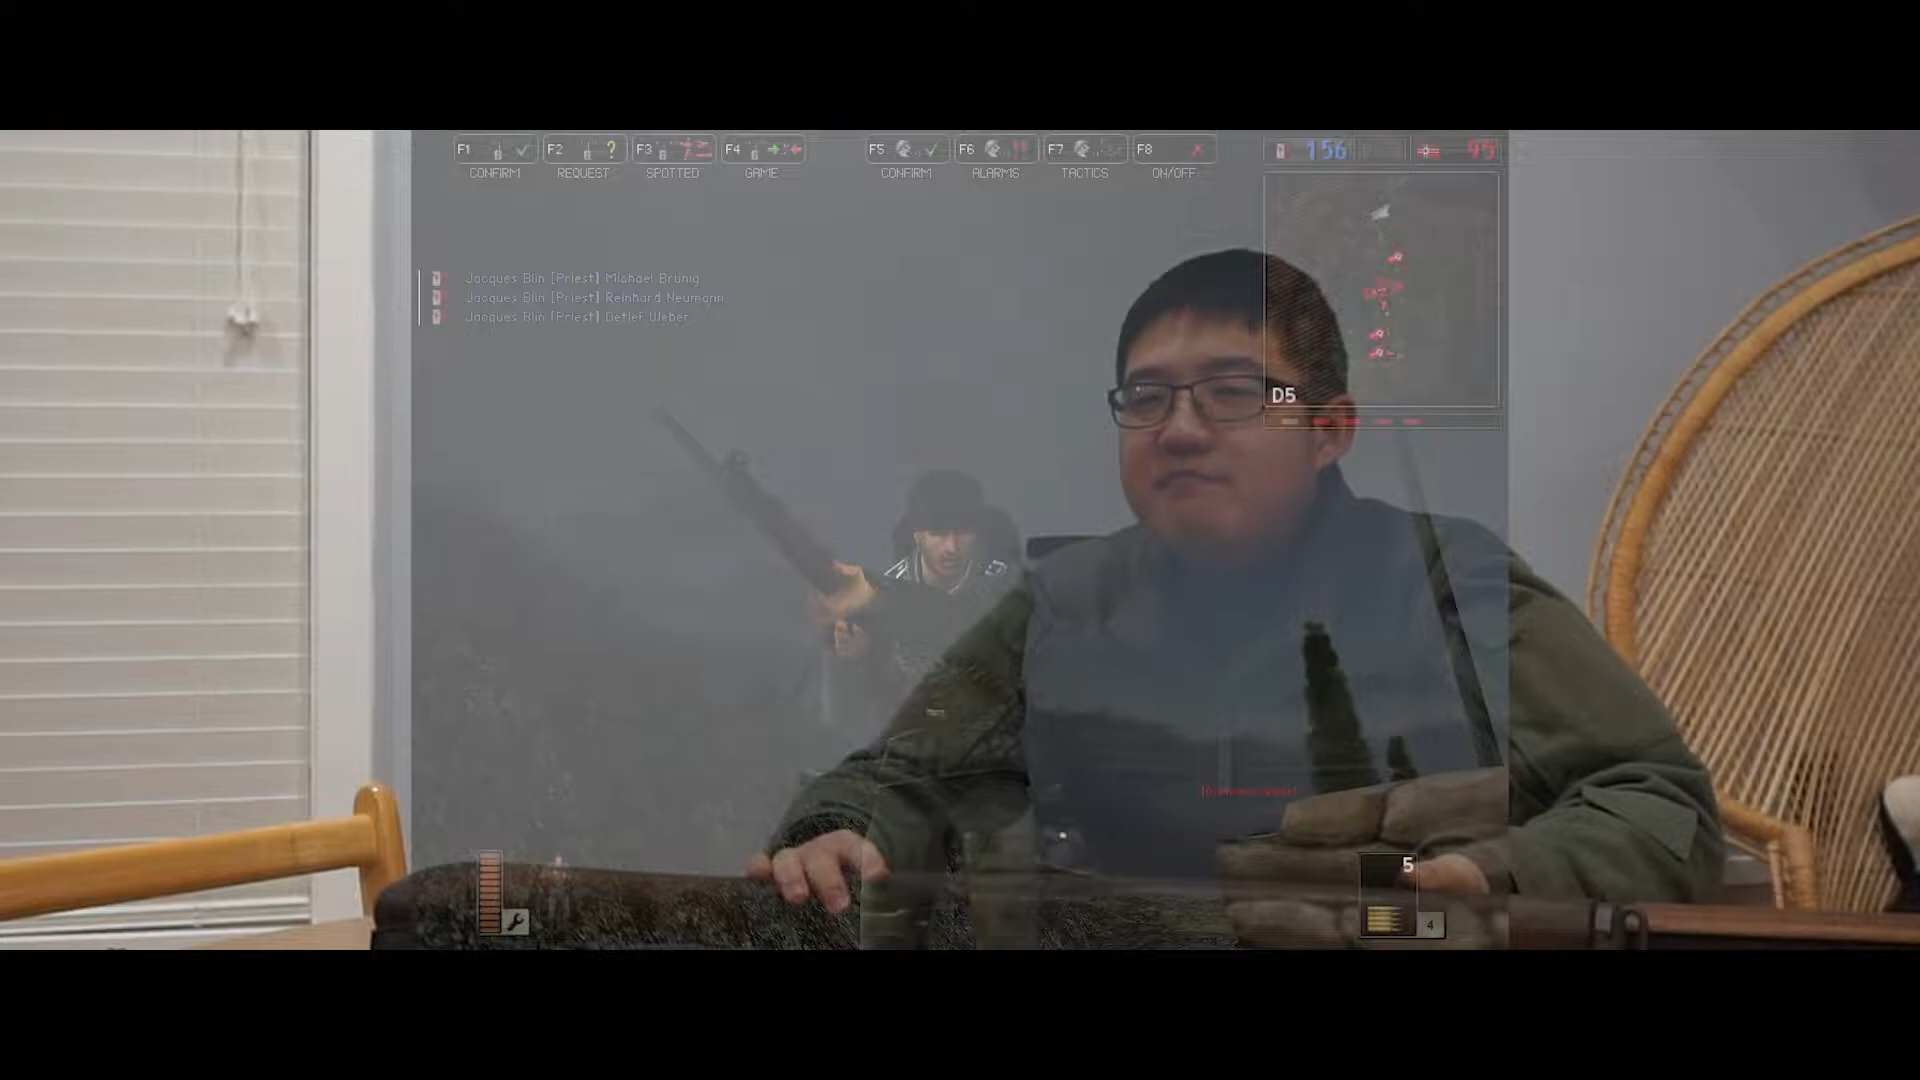 F1 F2 ? F3 F4 F5 F6 !! F7 F8 X
CONFIRM REQUEST SPOTTED GAME CONFIRM ALARMS TACTICS ON/OFF
156 95
Jacques Blin [Priest] Michael Brunig
Jacques Blin [Priest] Reinhard Neumann
Jacques Blin [Priest] Detlef Weber
D5
5
4